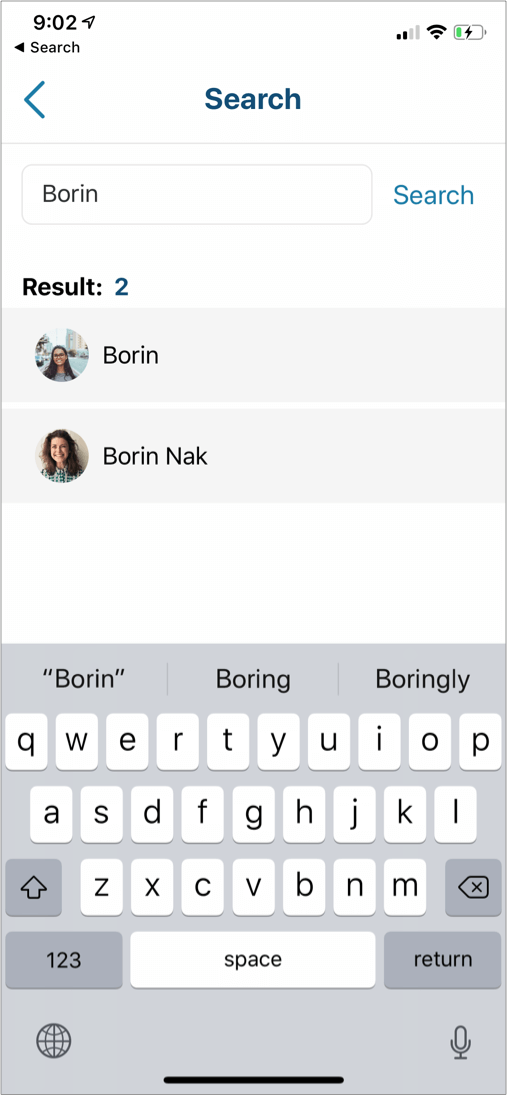 9:02
◀ Search
Search
Borin Search
Result: 2
Borin
Borin Nak
“Borin” Boring Boringly
q w e r t y u i o p
a s d f g h j k l
z x c v b n m
123 space return